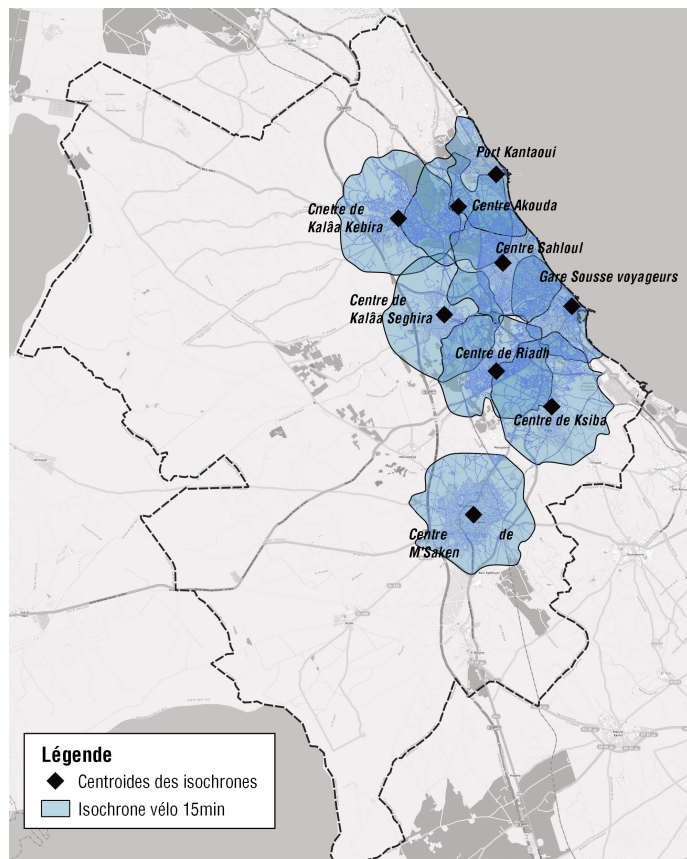 Port Kantaoui
Cnetre de
Kalâa Kebira
Centre Akouda
Centre Sahloul
Gare Sousse voyageurs
Centre de
Kalâa Seghira
Centre de Riadh
Centre de Ksiba
Centre de
M'Saken
Légende
Centroides des isochrones
Isochrone vélo 15min